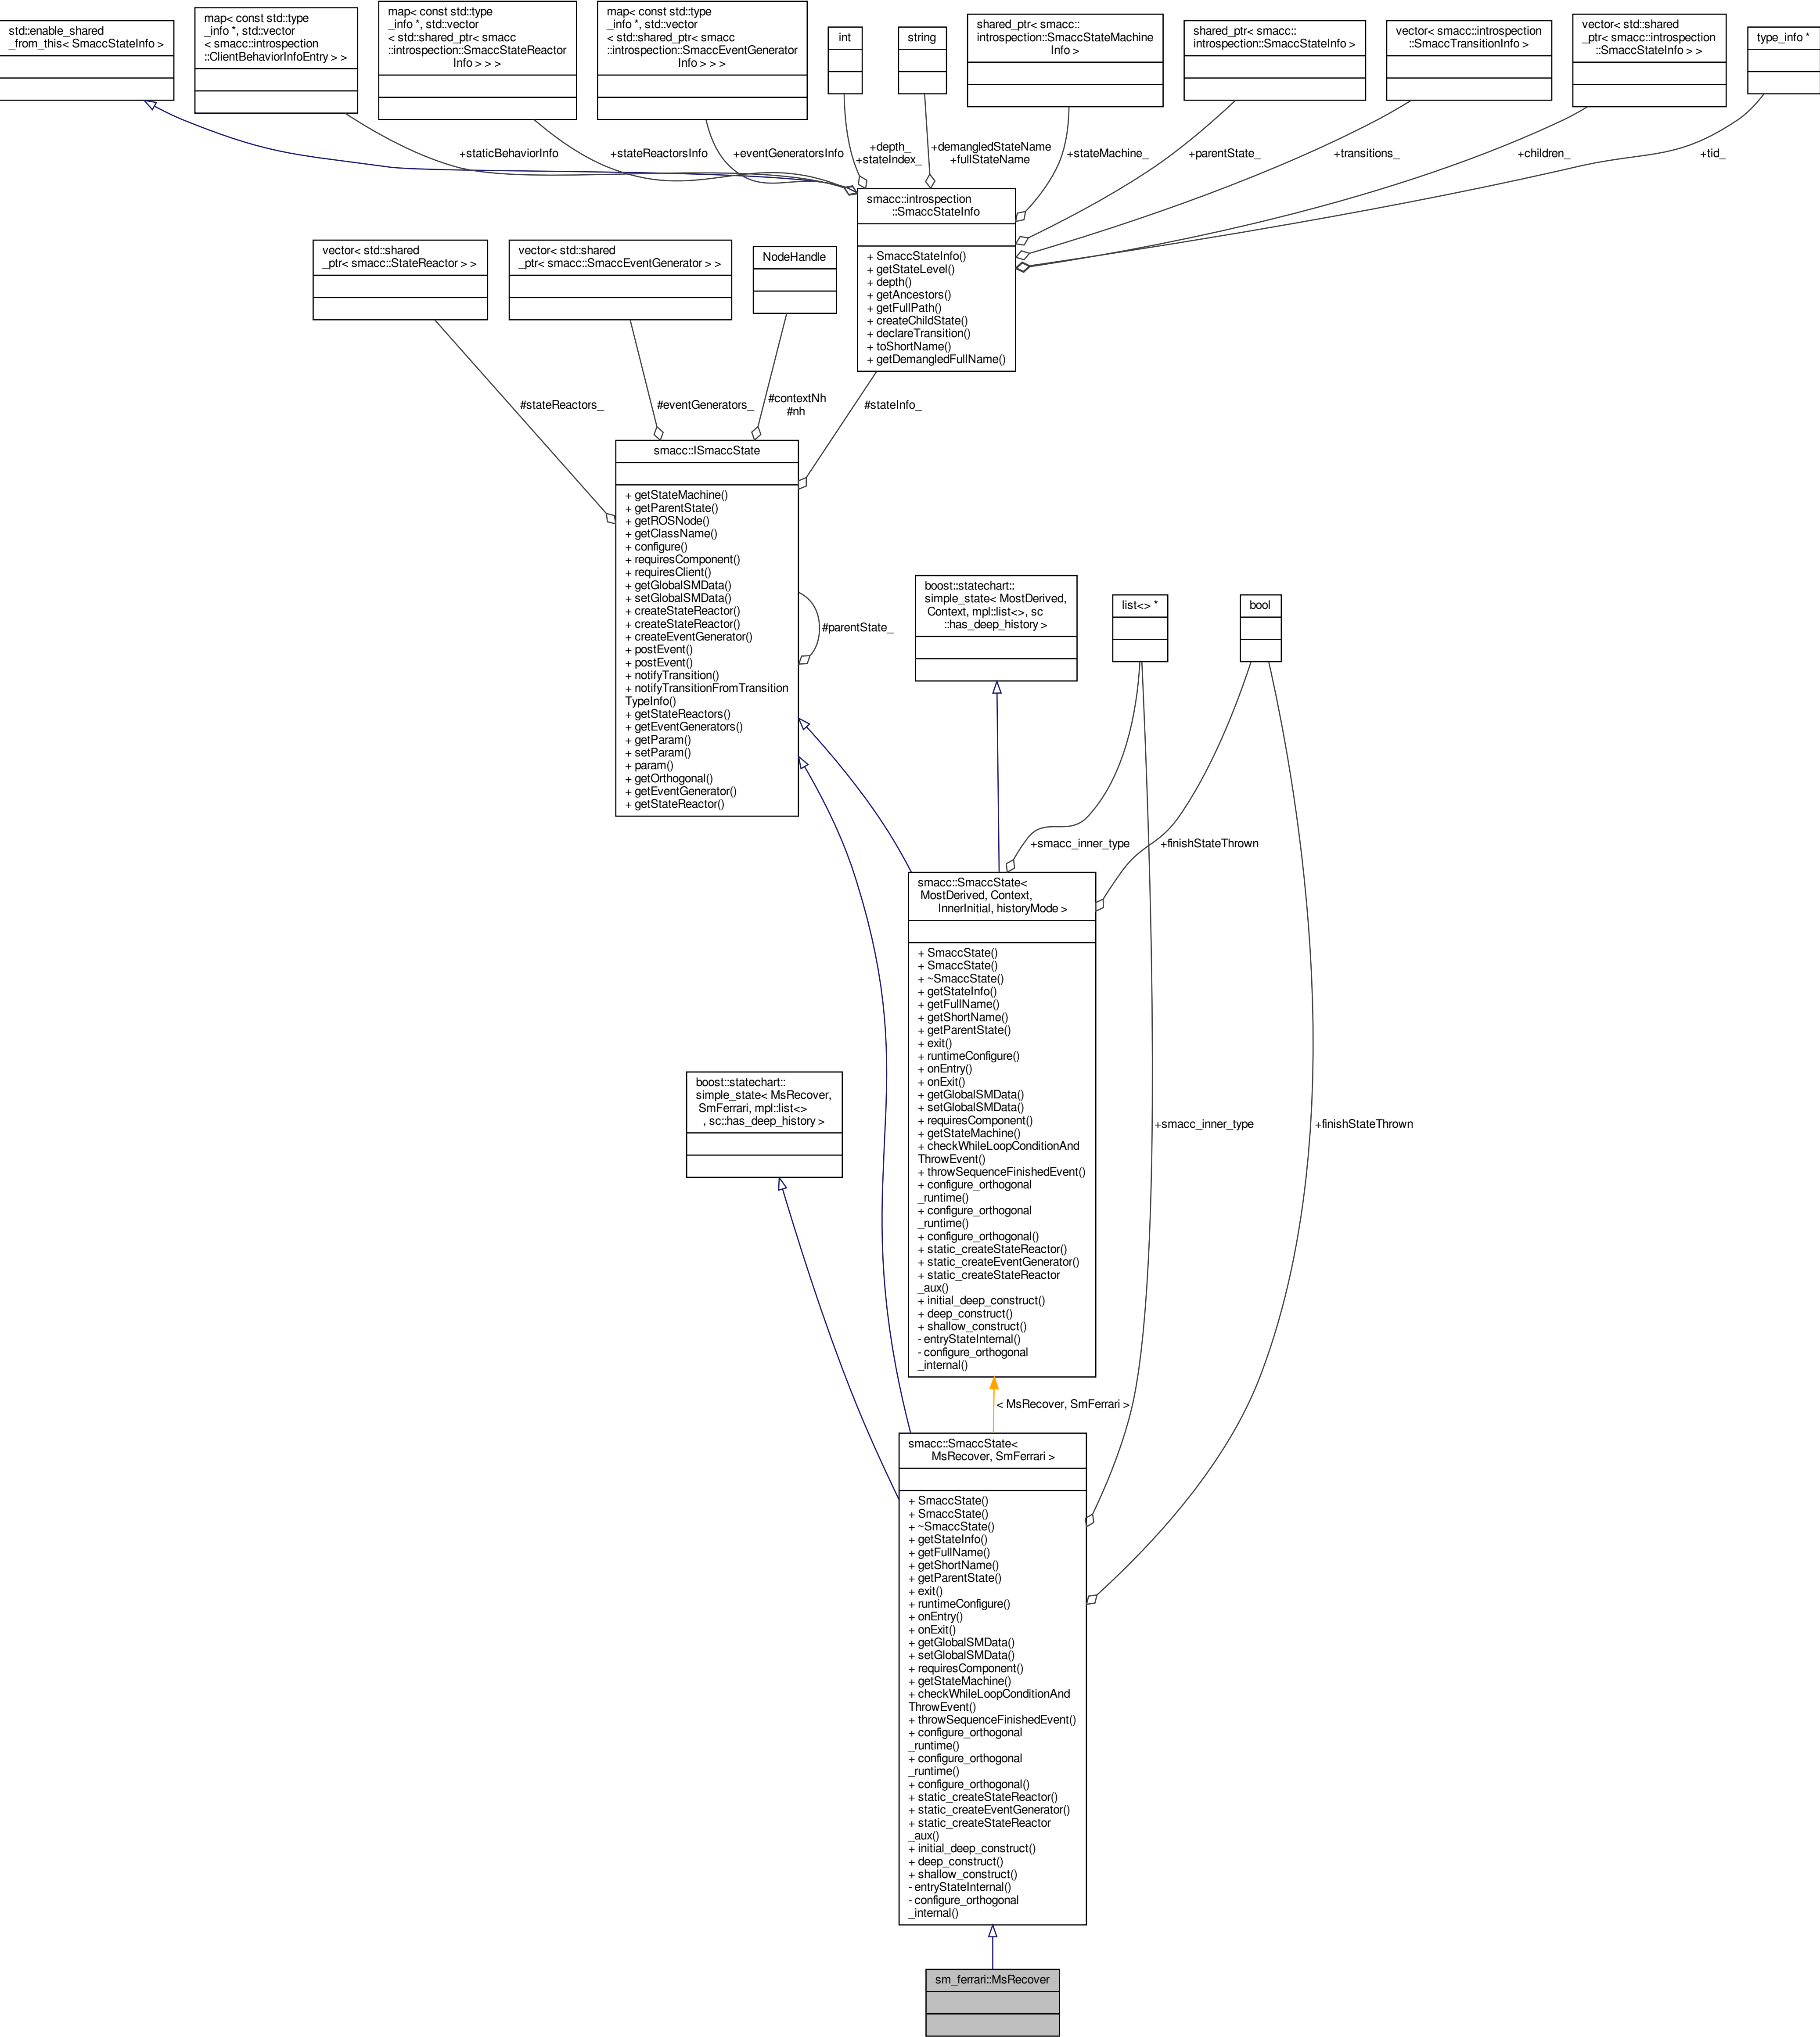 std::enable_shared
_from_this< SmaccStateInfo >
map< const std::type
_info *, std::vector
< smacc::introspection
::ClientBehaviorInfoEntry > >
map< const std::type
_info *, std::vector
< std::shared_ptr< smacc
::introspection::SmaccStateReactor
Info > > >
map< const std::type
_info *, std::vector
< std::shared_ptr< smacc
::introspection::SmaccEventGenerator
Info > > >
int
string
shared_ptr< smacc::
introspection::SmaccStateMachine
Info >
shared_ptr< smacc::
introspection::SmaccStateInfo >
vector< smacc::introspection
::SmaccTransitionInfo >
vector< std::shared
_ptr< smacc::introspection
::SmaccStateInfo > >
type_info *
+staticBehaviorInfo
+stateReactorsInfo
+eventGeneratorsInfo
+depth_
+stateIndex_
+demangledStateName
+fullStateName
+stateMachine_
+parentState_
+transitions_
+children_
+tid_
smacc::introspection
::SmaccStateInfo
+ SmaccStateInfo()
+ getStateLevel()
+ depth()
+ getAncestors()
+ getFullPath()
+ createChildState()
+ declareTransition()
+ toShortName()
+ getDemangledFullName()
vector< std::shared
_ptr< smacc::StateReactor > >
vector< std::shared
_ptr< smacc::SmaccEventGenerator > >
NodeHandle
#stateReactors_
#eventGenerators_
#contextNh
#nh
#stateInfo_
smacc::ISmaccState
+ getStateMachine()
+ getParentState()
+ getROSNode()
+ getClassName()
+ configure()
+ requiresComponent()
+ requiresClient()
+ getGlobalSMData()
+ setGlobalSMData()
+ createStateReactor()
+ createStateReactor()
+ createEventGenerator()
+ postEvent()
+ postEvent()
+ notifyTransition()
+ notifyTransitionFromTransition
TypeInfo()
+ getStateReactors()
+ getEventGenerators()
+ getParam()
+ setParam()
+ param()
+ getOrthogonal()
+ getEventGenerator()
+ getStateReactor()
#parentState_
boost::statechart::
simple_state< MostDerived,
Context, mpl::list<>, sc
::has_deep_history >
list<> *
bool
+smacc_inner_type
+finishStateThrown
smacc::SmaccState<
MostDerived, Context,
InnerInitial, historyMode >
+ SmaccState()
+ SmaccState()
+ ~SmaccState()
+ getStateInfo()
+ getFullName()
+ getShortName()
+ getParentState()
+ exit()
+ runtimeConfigure()
+ onEntry()
+ onExit()
+ getGlobalSMData()
+ setGlobalSMData()
+ requiresComponent()
+ getStateMachine()
+ checkWhileLoopConditionAnd
ThrowEvent()
+ throwSequenceFinishedEvent()
+ configure_orthogonal
_runtime()
+ configure_orthogonal
_runtime()
+ configure_orthogonal()
+ static_createStateReactor()
+ static_createEventGenerator()
+ static_createStateReactor
_aux()
+ initial_deep_construct()
+ deep_construct()
+ shallow_construct()
- entryStateInternal()
- configure_orthogonal
_internal()
boost::statechart::
simple_state< MsRecover,
SmFerrari, mpl::list<>
, sc::has_deep_history >
+smacc_inner_type
+finishStateThrown
< MsRecover, SmFerrari >
smacc::SmaccState<
MsRecover, SmFerrari >
+ SmaccState()
+ SmaccState()
+ ~SmaccState()
+ getStateInfo()
+ getFullName()
+ getShortName()
+ getParentState()
+ exit()
+ runtimeConfigure()
+ onEntry()
+ onExit()
+ getGlobalSMData()
+ setGlobalSMData()
+ requiresComponent()
+ getStateMachine()
+ checkWhileLoopConditionAnd
ThrowEvent()
+ throwSequenceFinishedEvent()
+ configure_orthogonal
_runtime()
+ configure_orthogonal
_runtime()
+ configure_orthogonal()
+ static_createStateReactor()
+ static_createEventGenerator()
+ static_createStateReactor
_aux()
+ initial_deep_construct()
+ deep_construct()
+ shallow_construct()
- entryStateInternal()
- configure_orthogonal
_internal()
sm_ferrari::MsRecover